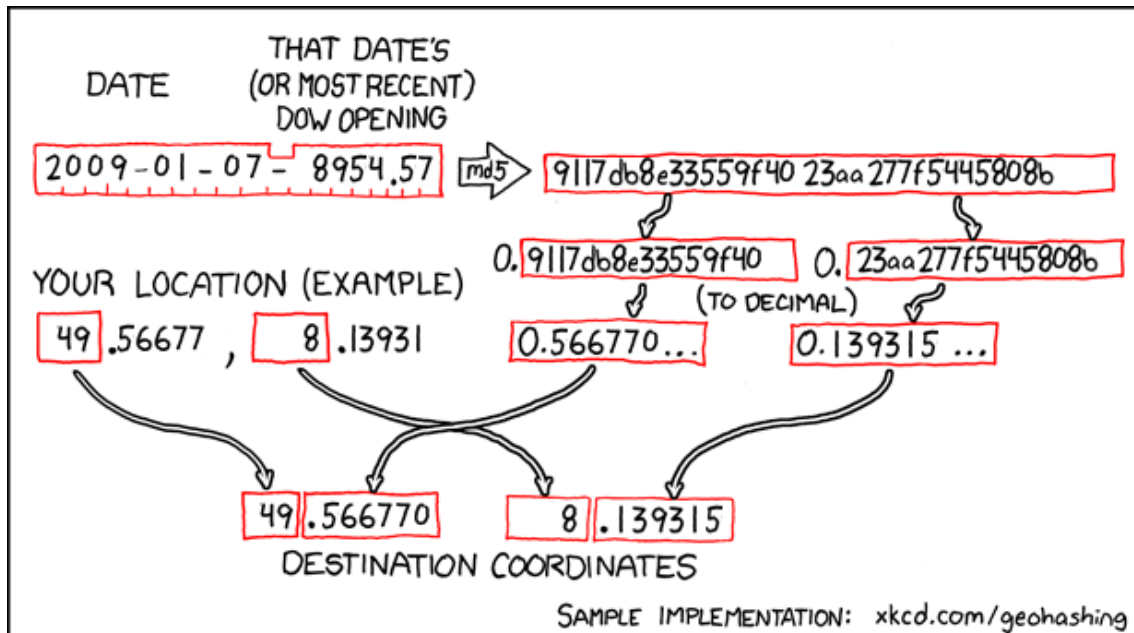 DATE
THAT DATE'S
(OR MOST RECENT)
DOW OPENING
2009-01-07- 8954.57
md5
9117db8e33559f40 23aa277f5445808b
0. 9117db8e33559f40
0. 23aa277f5445808b
(TO DECIMAL)
YOUR LOCATION (EXAMPLE)
49 .56677 , 8 .13931
0.566770...
0.139315 ...
49 .566770
8 .139315
DESTINATION COORDINATES
SAMPLE IMPLEMENTATION: xkcd.com/geohashing